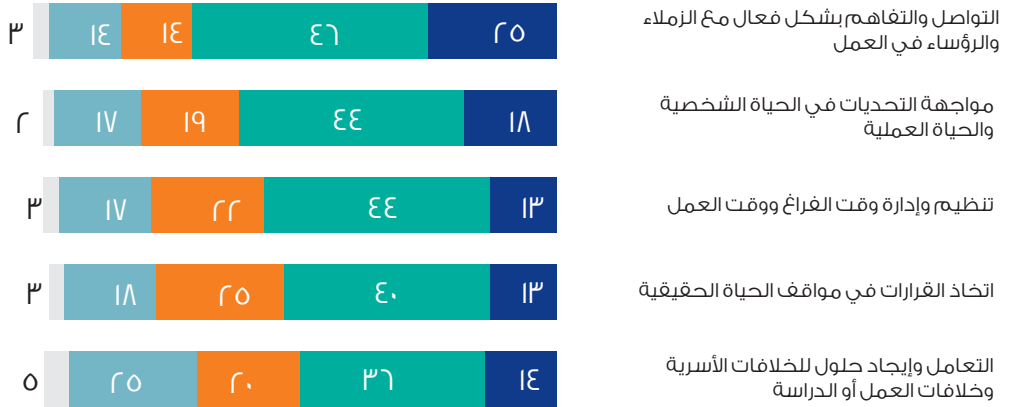 التواصل والتفاهم بشكل فعال مع الزملاء
والرؤساء في العمل
٢٥ ٤٦ ١٤ ١٤ ٣
مواجهة التحديات في الحياة الشخصية
والحياة العملية
١٨ ٤٤ ١٩ ١٧ ٢
تنظيم وإدارة وقت الفراغ ووقت العمل
١٣ ٤٤ ٢٢ ١٧ ٣
اتخاذ القرارات في مواقف الحياة الحقيقية
١٣ ٤٠ ٢٥ ١٨ ٣
التعامل وإيجاد حلول للخلافات الأسرية
وخلافات العمل أو الدراسة
١٤ ٣٦ ٢٠ ٢٥ ٥